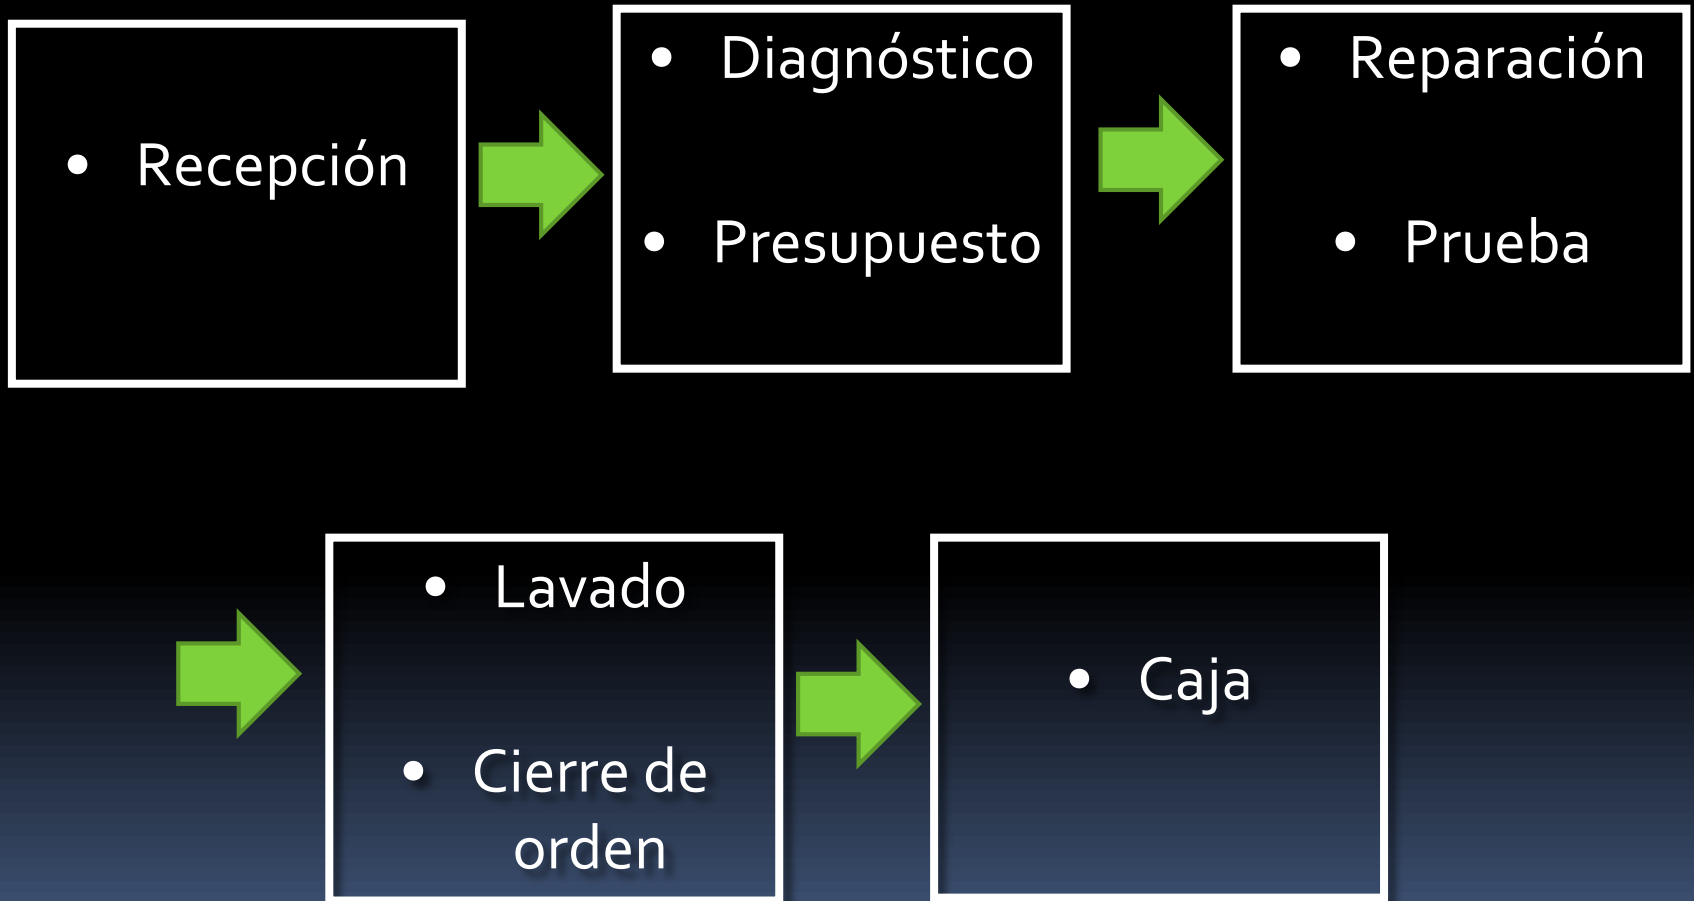 • Recepción
• Diagnóstico
• Presupuesto
• Reparación
• Prueba
• Lavado
• Cierre de
orden
• Caja